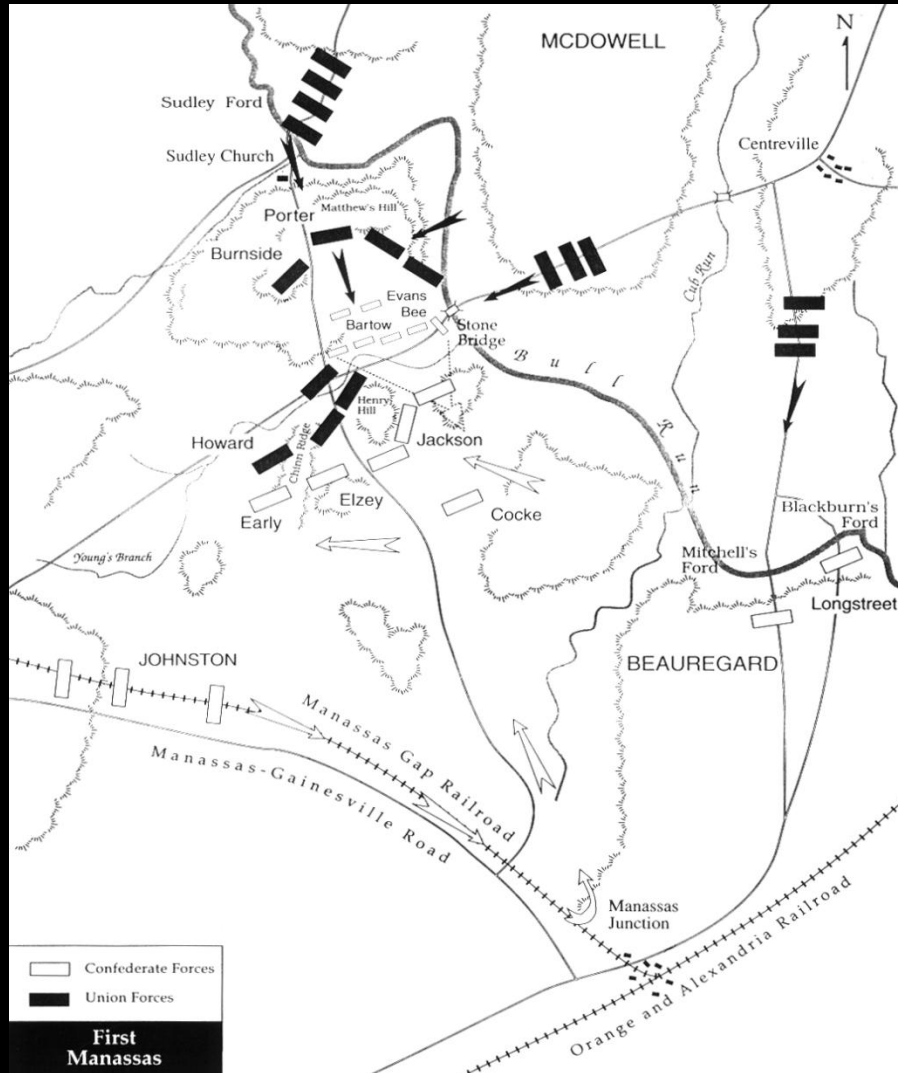 MCDOWELL
N
Sudley Ford
Sudley Church
Centreville
Porter
Matthew's Hill
Burnside
Cub Run
Evans
Bee
Bartow
Stone
Bridge
Bull Run
Henry
Hill
Howard
Chinn Ridge
Jackson
Elzey
Early
Cocke
Blackburn's
Ford
Young's Branch
Mitchell's
Ford
Longstreet
JOHNSTON
BEAUREGARD
Manassas Gap Railroad
Manassas-Gainesville Road
Manassas
Junction
Orange and Alexandria Railroad
Confederate Forces
Union Forces
First
Manassas